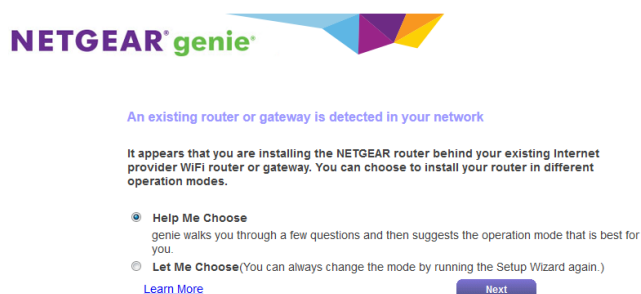 NETGEAR® genie®
An existing router or gateway is detected in your network
It appears that you are installing the NETGEAR router behind your existing Internet
provider WiFi router or gateway. You can choose to install your router in different
operation modes.
Help Me Choose
genie walks you through a few questions and then suggests the operation mode that is best for
you.
Let Me Choose(You can always change the mode by running the Setup Wizard again.)
Learn More Next